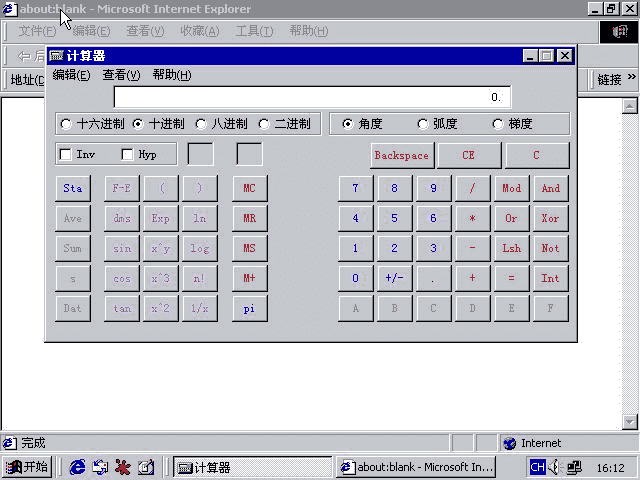 about:blank - Microsoft Internet Explorer
文件(F) 编辑(E) 查看(V) 收藏(A) 工具(T) 帮助(H)
后
地址(D 链接 »
计算器
编辑(E) 查看(V) 帮助(H)
0.
十六进制 十进制 八进制 二进制 角度 弧度 梯度
Inv Hyp Backspace CE C
Sta F-E ( ) MC 7 8 9 / Mod And
Ave dms Exp ln MR 4 5 6 * Or Xor
Sum sin x^y log MS 1 2 3 - Lsh Not
s cos x^3 n! M+ 0 +/- . + = Int
Dat tan x^2 1/x pi A B C D E F
完成 Internet
开始 计算器 about:blank - Microsoft In... CH 16:12